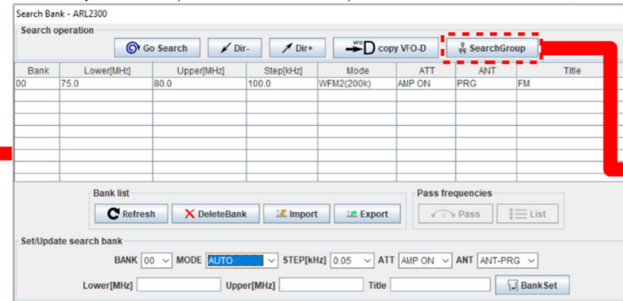 Search Bank - ARL2300
Search operation
Go Search Dir- Dir+ VFO D copy VFO-D SearchGroup
Bank Lower[MHz] Upper[MHz] Step[kHz] Mode ATT ANT Title
00 75.0 80.0 100.0 WFM2(200k) AMP ON PRG FM
Bank list Pass frequencies
Refresh DeleteBank Import Export Pass List
Set/Update search bank
BANK 00 MODE AUTO STEP[kHz] 0.05 ATT AMP ON ANT ANT-PRG
Lower[MHz] Upper[MHz] Title BankSet